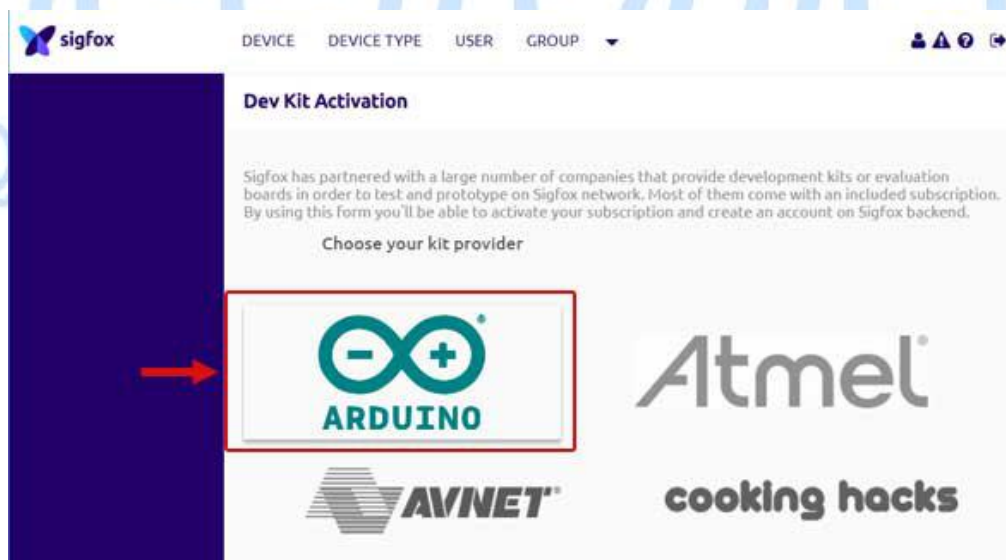 sigfox DEVICE DEVICE TYPE USER GROUP
Dev Kit Activation
Sigfox has partnered with a large number of companies that provide development kits or evaluation
boards in order to test and prototype on Sigfox network. Most of them come with an included subscription.
By using this form you'll be able to activate your subscription and create an account on Sigfox backend.
Choose your kit provider
ARDUINO
Atmel
AVNET
cooking hacks